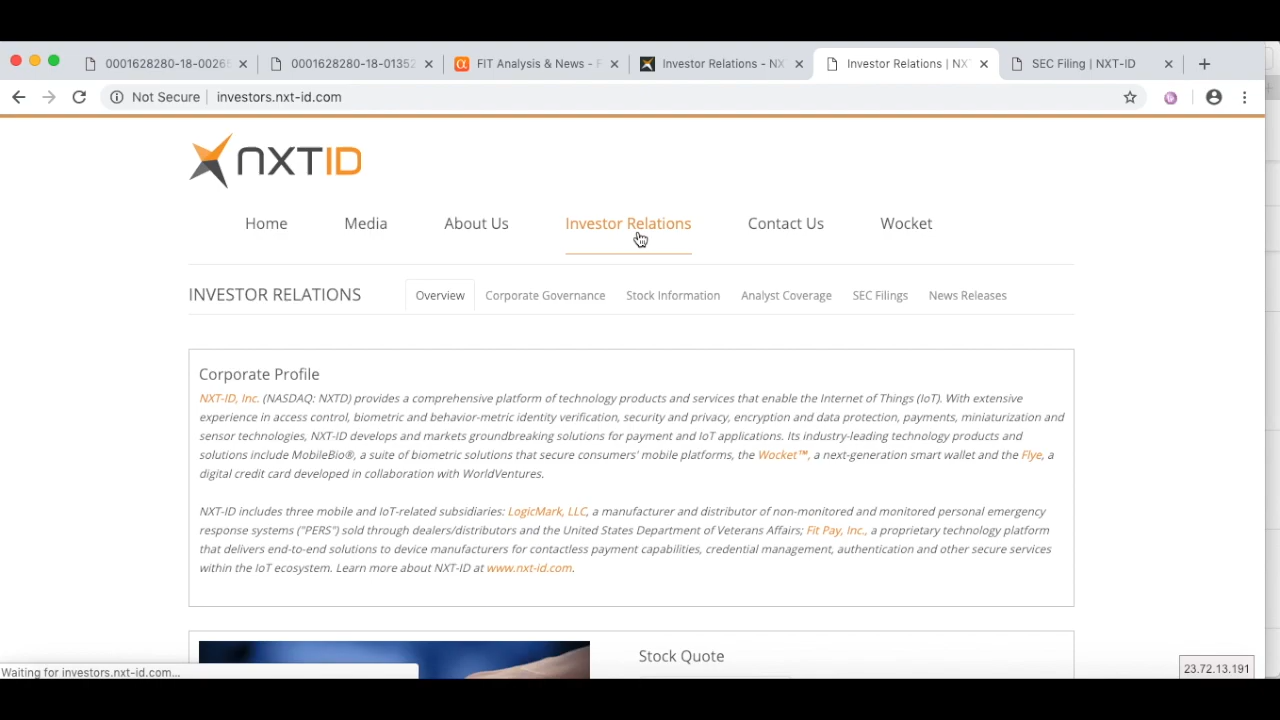 0001628280-18-0026
0001628280-18-01352
FIT Analysis & News - F
Investor Relations - NX
Investor Relations | NX
SEC Filing | NXT-ID
Not Secure
investors.nxt-id.com
NXTID
Home
Media
About Us
Investor Relations
Contact Us
Wocket
INVESTOR RELATIONS
Overview
Corporate Governance
Stock Information
Analyst Coverage
SEC Filings
News Releases
Corporate Profile
NXT-ID, Inc. (NASDAQ: NXTD) provides a comprehensive platform of technology products and services that enable the Internet of Things (IoT). With extensive
experience in access control, biometric and behavior-metric identity verification, security and privacy, encryption and data protection, payments, miniaturization and
sensor technologies, NXT-ID develops and markets groundbreaking solutions for payment and IoT applications. Its industry-leading technology products and
solutions include MobileBio®, a suite of biometric solutions that secure consumers' mobile platforms, the Wocket™, a next-generation smart wallet and the Flye, a
digital credit card developed in collaboration with WorldVentures.
NXT-ID includes three mobile and IoT-related subsidiaries: LogicMark, LLC, a manufacturer and distributor of non-monitored and monitored personal emergency
response systems ("PERS") sold through dealers/distributors and the United States Department of Veterans Affairs; Fit Pay, Inc., a proprietary technology platform
that delivers end-to-end solutions to device manufacturers for contactless payment capabilities, credential management, authentication and other secure services
within the IoT ecosystem. Learn more about NXT-ID at www.nxt-id.com.
Stock Quote
Waiting for investors.nxt-id.com...
23.72.13.191